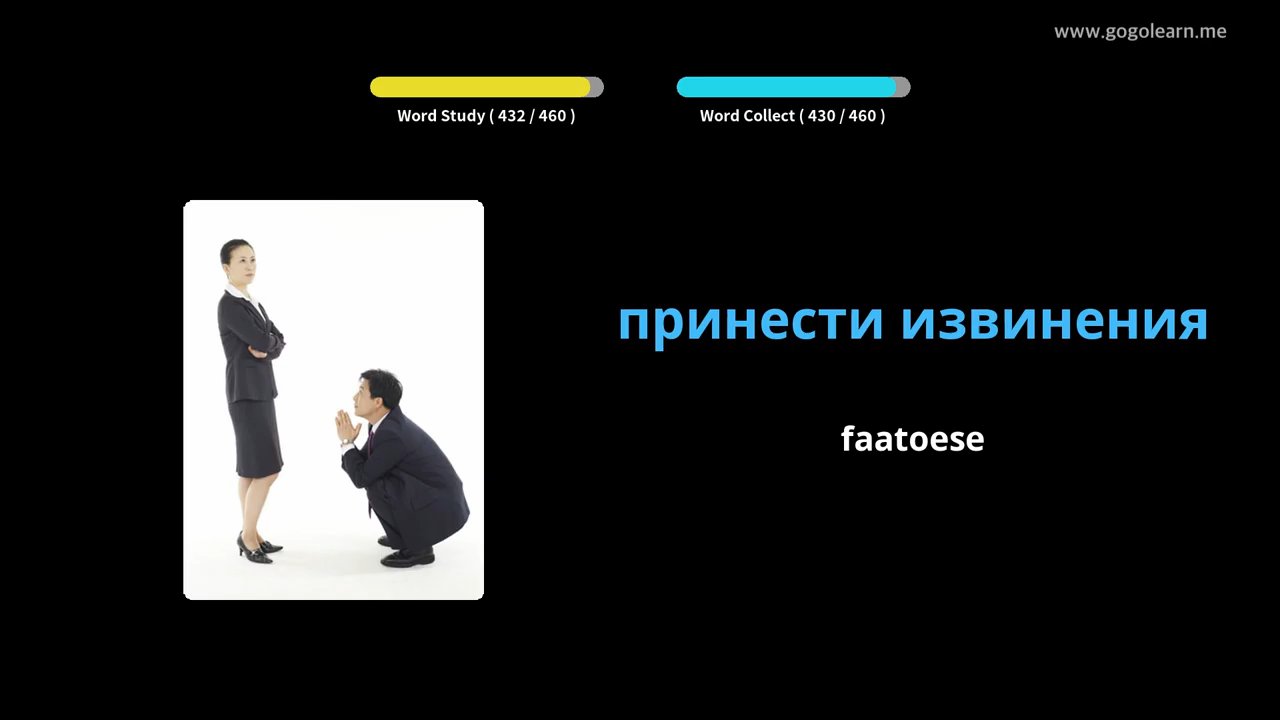 www.gogolearn.me
Word Study ( 432 / 460 )
Word Collect ( 430 / 460 )
принести извинения
faatoese